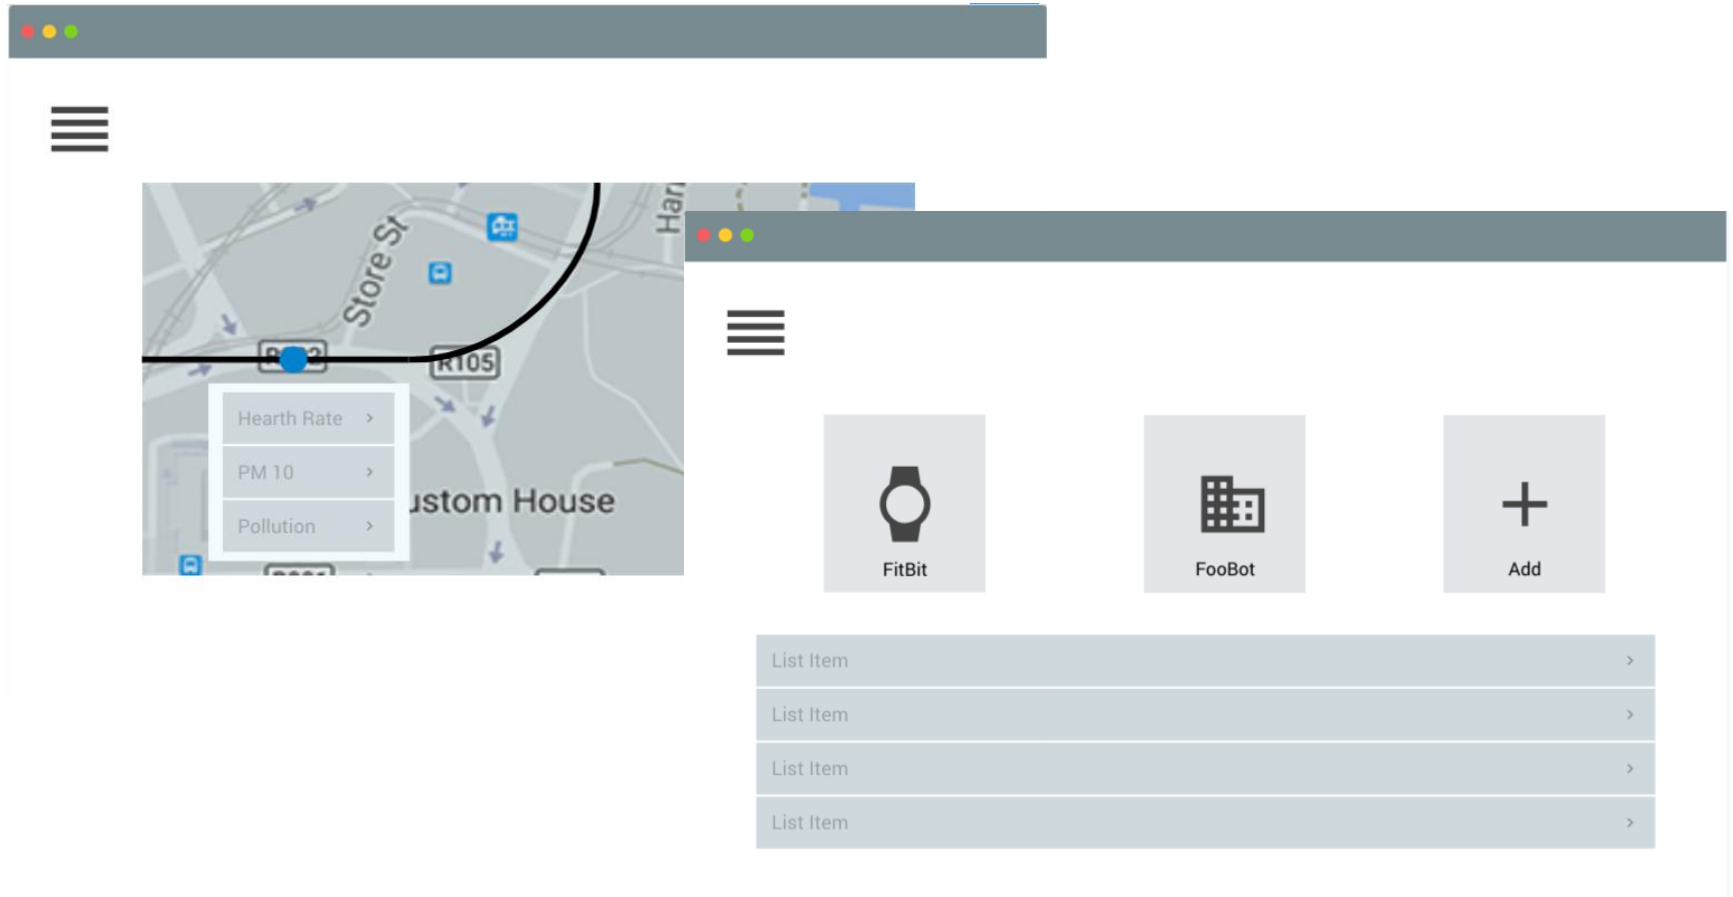 Store St
Har
R105
Hearth Rate
PM 10
ustom House
Pollution
FitBit
FooBot
Add
List Item
List Item
List Item
List Item